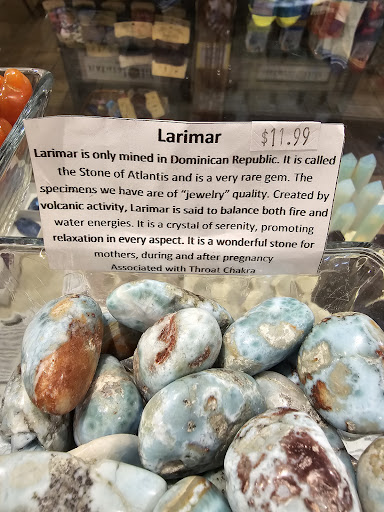 Larimar $11.99
Larimar is only mined in Dominican Republic. It is called
the Stone of Atlantis and is a very rare gem. The
specimens we have are of "jewelry" quality. Created by
volcanic activity, Larimar is said to balance both fire and
water energies. It is a crystal of serenity, promoting
relaxation in every aspect. It is a wonderful stone for
mothers, during and after pregnancy
Associated with Throat Chakra